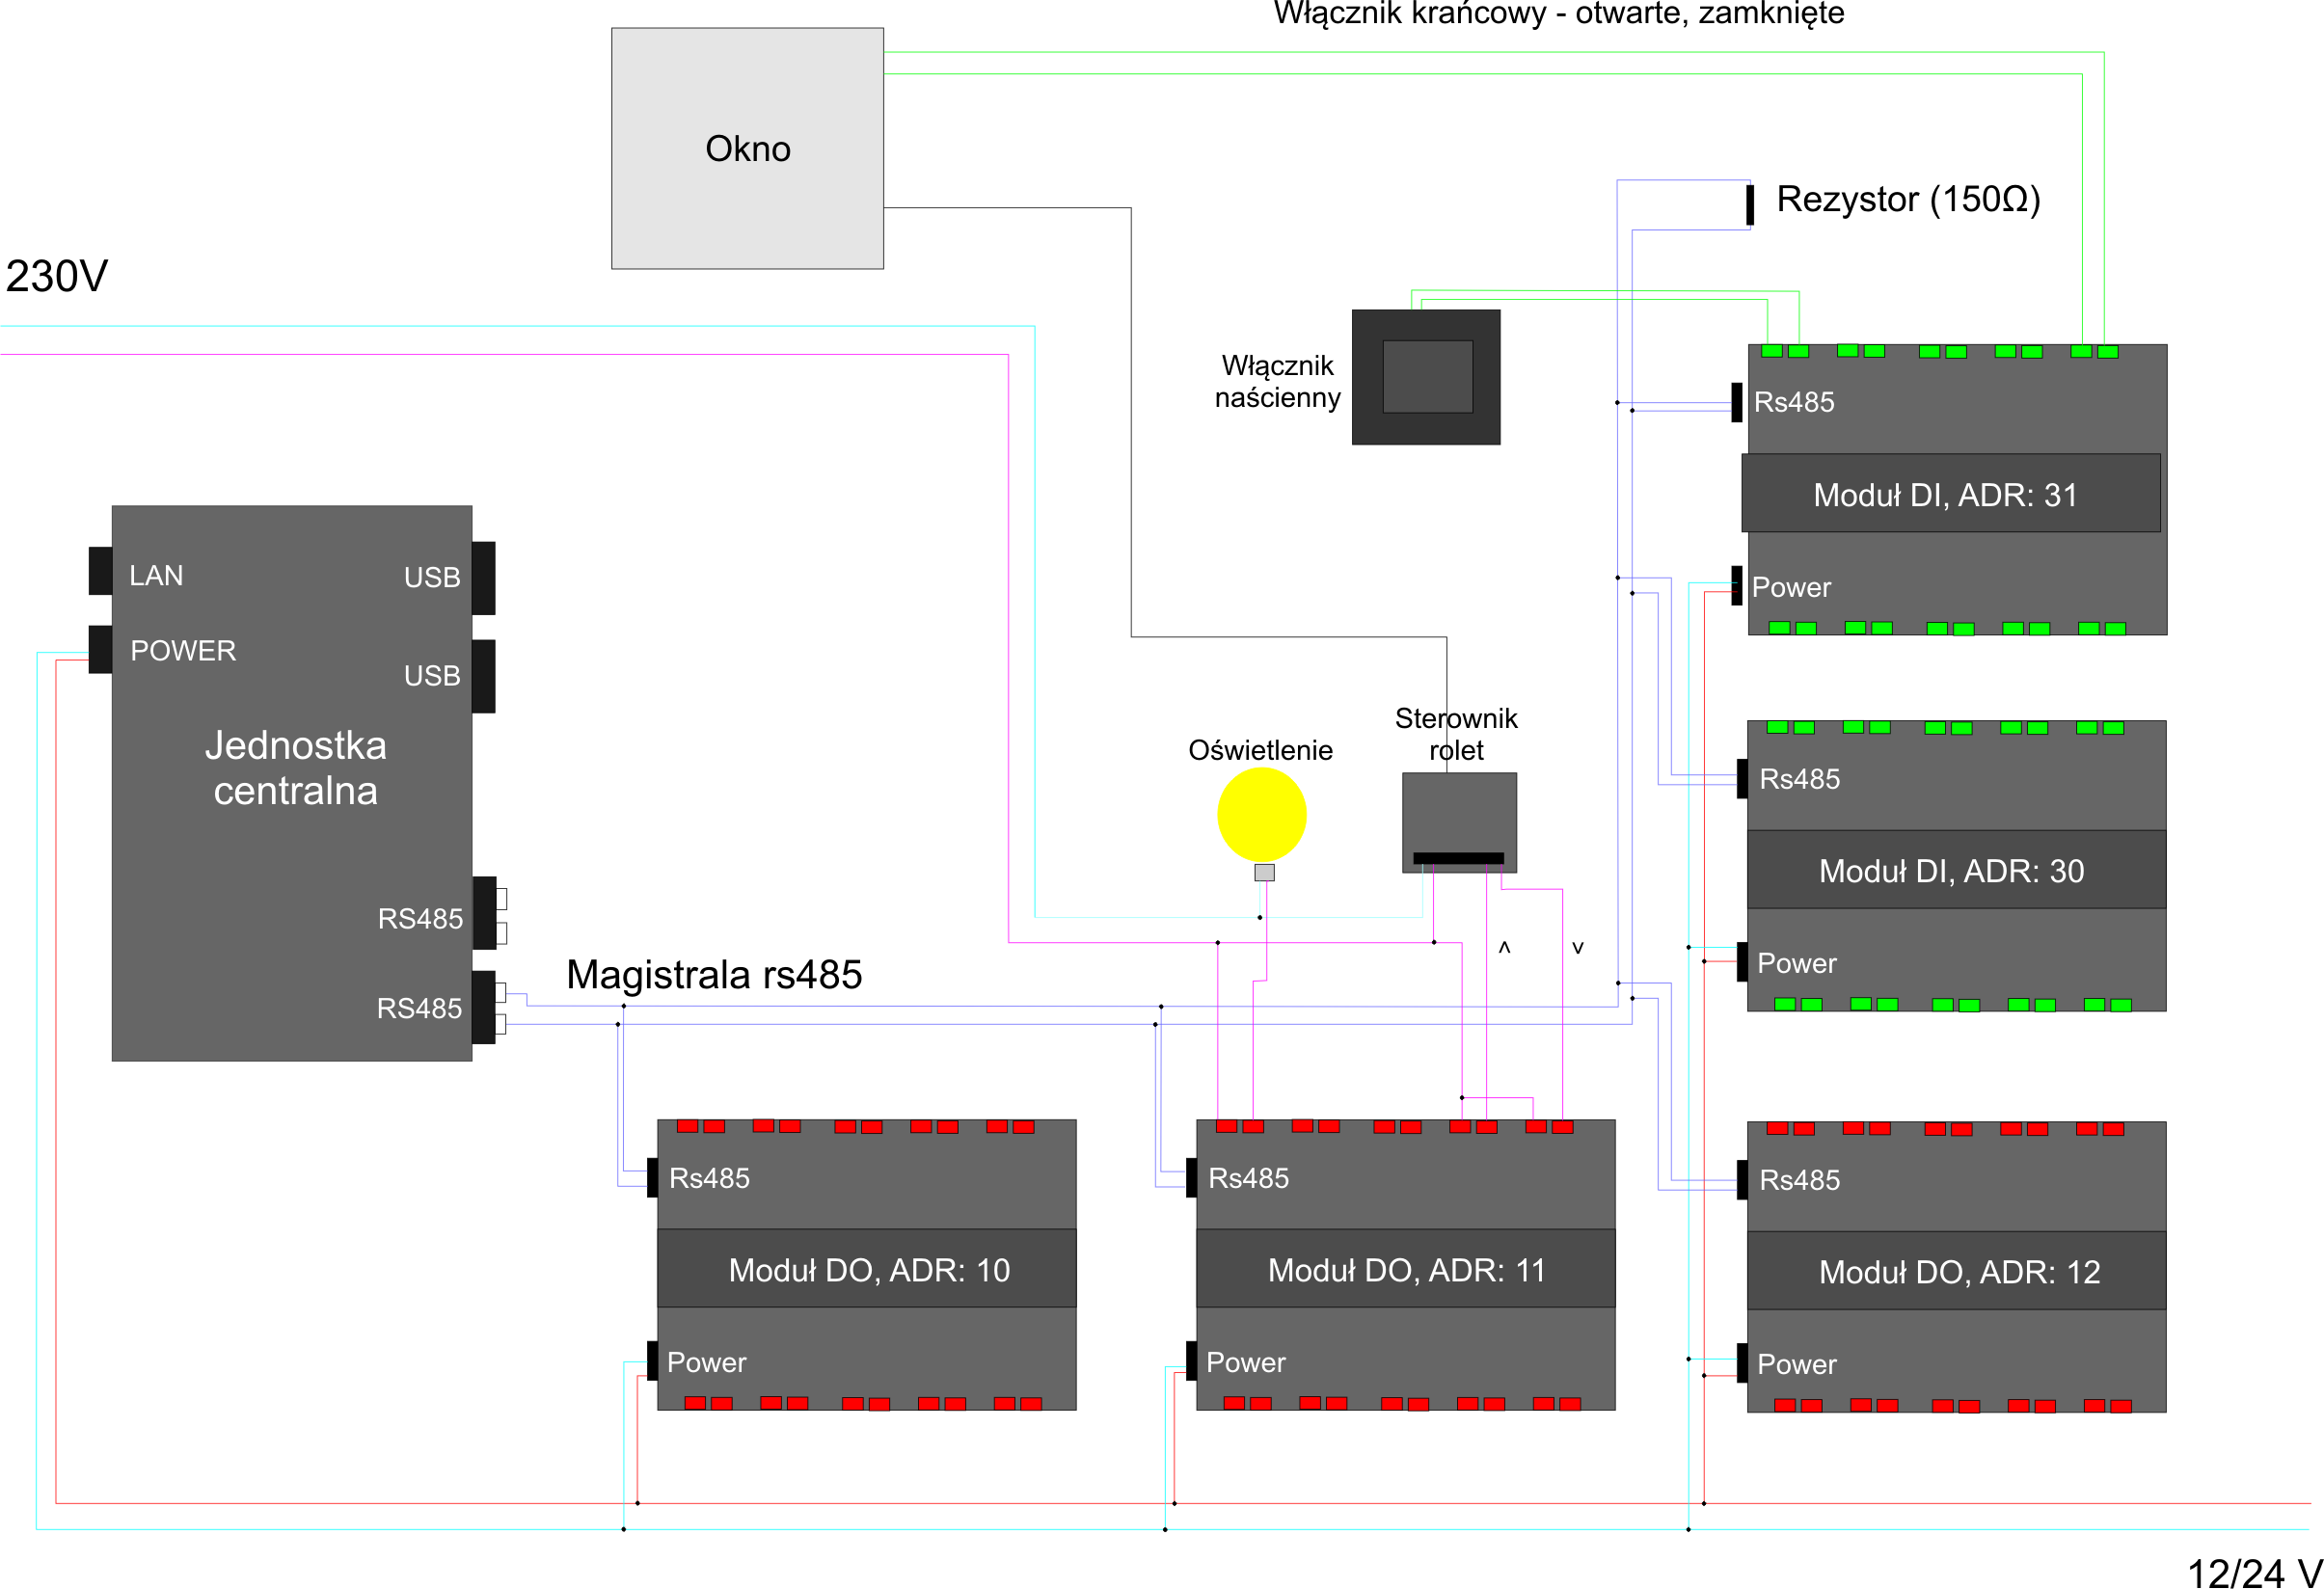 Włącznik krańcowy - otwarte, zamknięte
Okno
Rezystor (150Ω)
230V
Włącznik
naścienny
Rs485
Moduł DI, ADR: 31
Power
LAN
USB
POWER
USB
Jednostka
centralna
RS485
RS485
Magistrala rs485
Oświetlenie
Sterownik
rolet
^
v
Rs485
Moduł DI, ADR: 30
Power
Rs485
Moduł DO, ADR: 10
Power
Rs485
Moduł DO, ADR: 11
Power
Rs485
Moduł DO, ADR: 12
Power
12/24 V